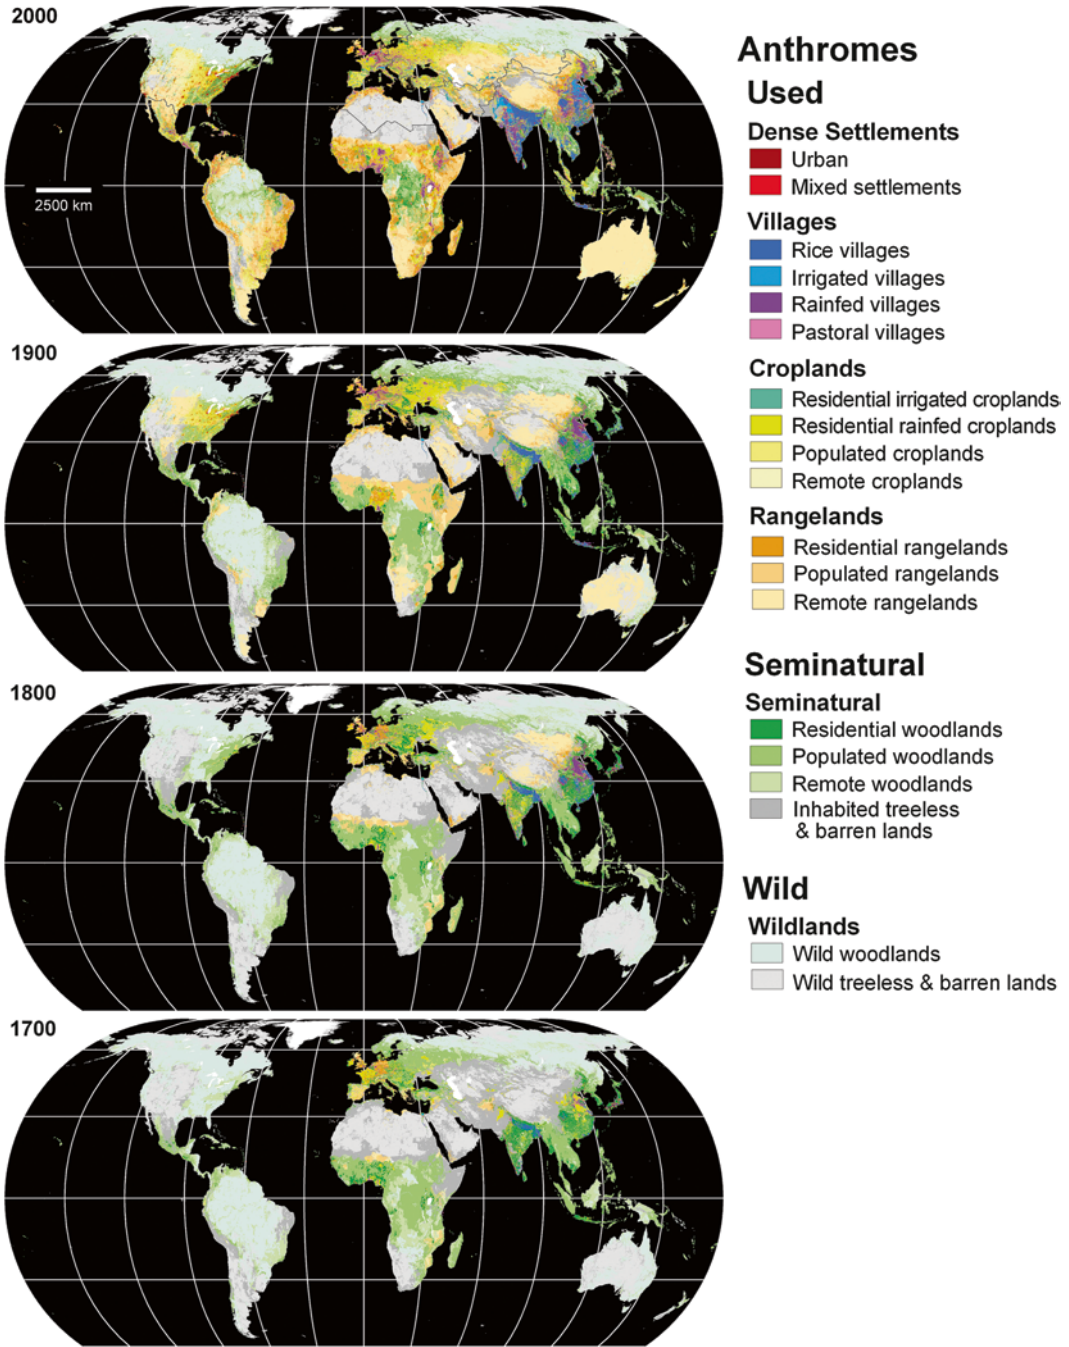 2000
2500 km
1900
1800
1700
Anthromes
Used
Dense Settlements
Urban
Mixed settlements
Villages
Rice villages
Irrigated villages
Rainfed villages
Pastoral villages
Croplands
Residential irrigated croplands
Residential rainfed croplands
Populated croplands
Remote croplands
Rangelands
Residential rangelands
Populated rangelands
Remote rangelands
Seminatural
Seminatural
Residential woodlands
Populated woodlands
Remote woodlands
Inhabited treeless
& barren lands
Wild
Wildlands
Wild woodlands
Wild treeless & barren lands